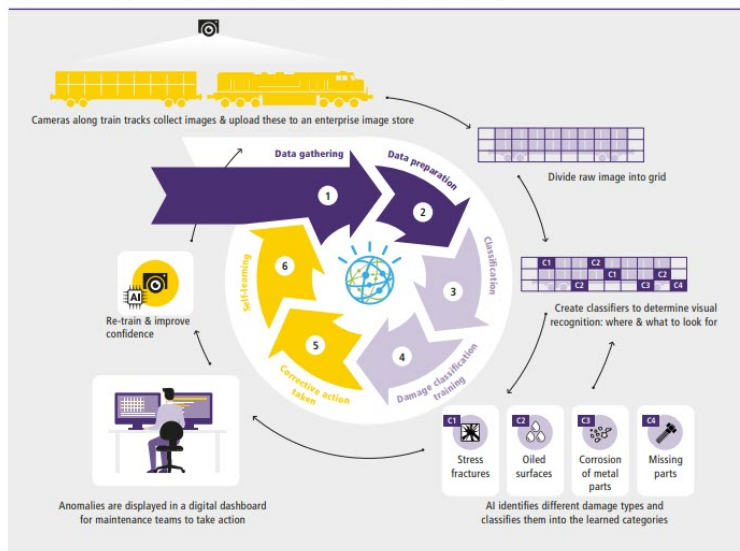 Cameras along train tracks collect images & upload these to an enterprise image store
Data gathering
1
Data preparation
2
Divide raw image into grid
Classification
3
C1 C2
C1 C2
C2 C3 C4
Create classifiers to determine visual
recognition: where & what to look for
Damage classification
training
4
C1
Stress
fractures
C2
Oiled
surfaces
C3
Corrosion
of metal
parts
C4
Missing
parts
AI identifies different damage types and
classifies them into the learned categories
Corrective action
taken
5
Anomalies are displayed in a digital dashboard
for maintenance teams to take action
Self-learning
6
AI
Re-train & improve
confidence